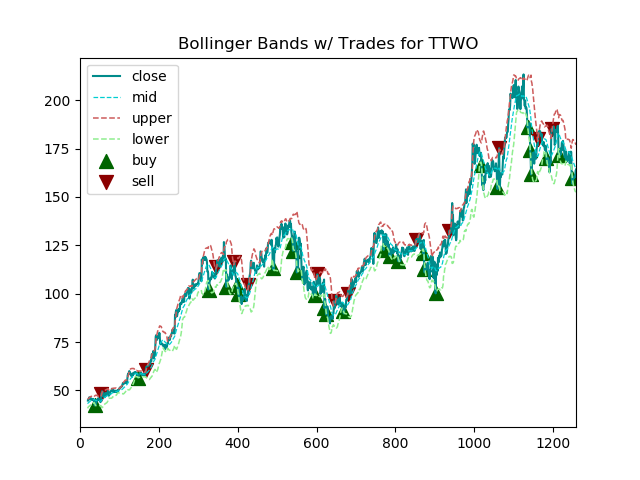 Bollinger Bands w/ Trades for TTWO
close
mid
upper
lower
buy
sell
200
175
150
125
100
75
50
0 200 400 600 800 1000 1200